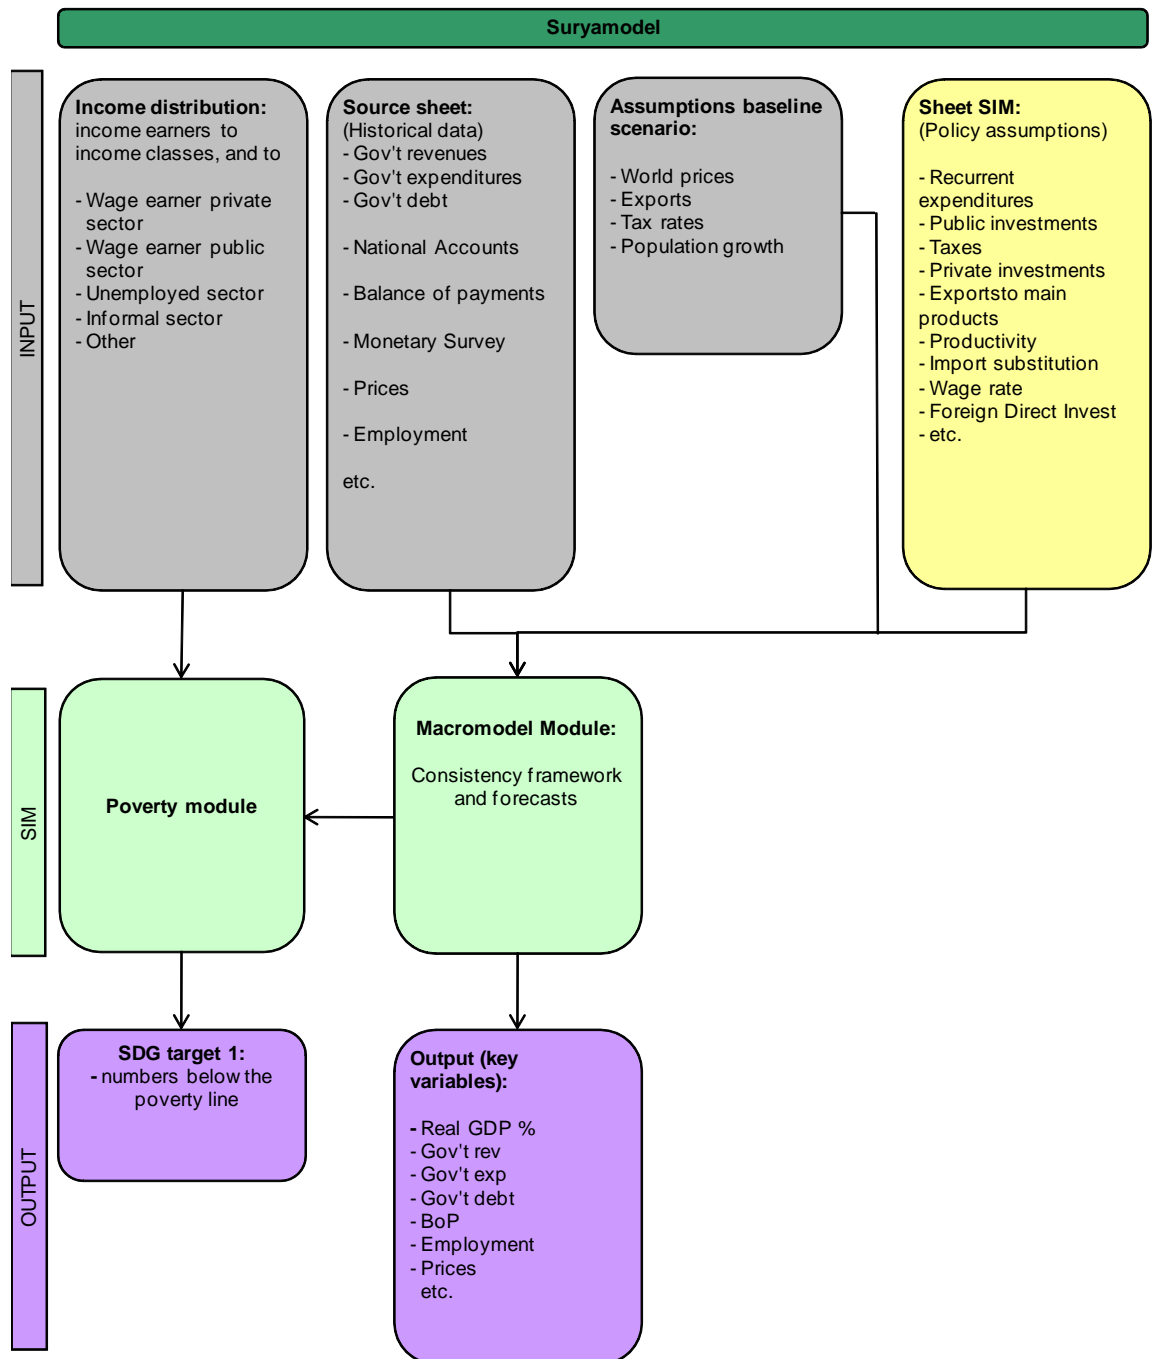 Suryamodel
INPUT
Income distribution:
income earners to
income classes, and to
- Wage earner private
sector
- Wage earner public
sector
- Unemployed sector
- Informal sector
- Other
Source sheet:
(Historical data)
- Gov't revenues
- Gov't expenditures
- Gov't debt
- National Accounts
- Balance of payments
- Monetary Survey
- Prices
- Employment
etc.
Assumptions baseline
scenario:
- World prices
- Exports
- Tax rates
- Population growth
Sheet SIM:
(Policy assumptions)
- Recurrent
expenditures
- Public investments
- Taxes
- Private investments
- Exportsto main
products
- Productivity
- Import substitution
- Wage rate
- Foreign Direct Invest
- etc.
SIM
Poverty module
Macromodel Module:
Consistency framework
and forecasts
OUTPUT
SDG target 1:
- numbers below the
poverty line
Output (key
variables):
- Real GDP %
- Gov't rev
- Gov't exp
- Gov't debt
- BoP
- Employment
- Prices
etc.